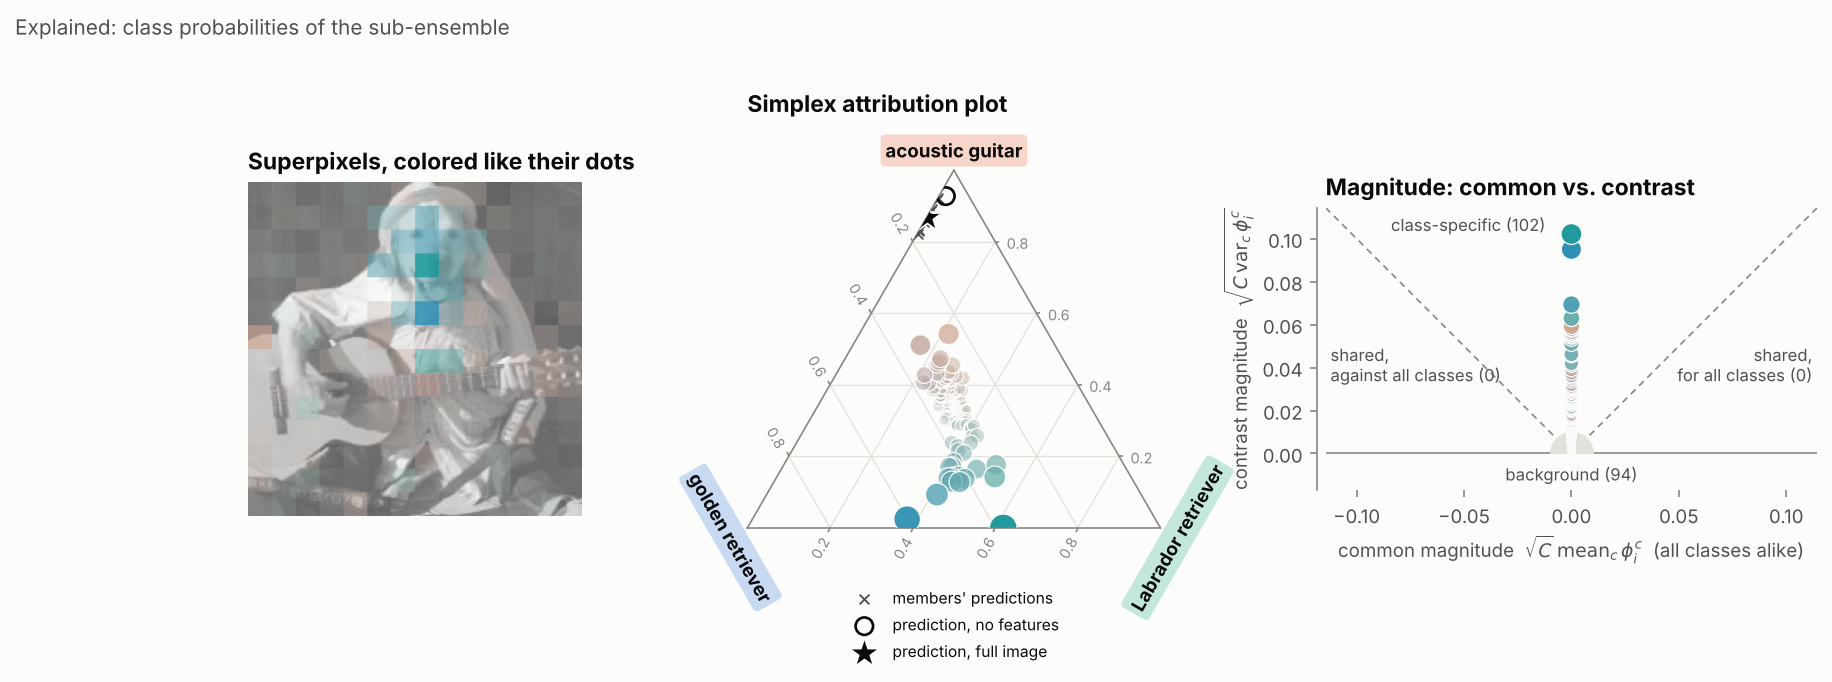 Explained: class probabilities of the sub-ensemble
Superpixels, colored like their dots
Simplex attribution plot
acoustic guitar
0.2
0.4
0.6
0.8
0.8
0.6
0.4
0.2
0.2
0.4
0.6
0.8
golden retriever
Labrador retriever
members' predictions
prediction, no features
prediction, full image
Magnitude: common vs. contrast
contrast magnitude √C var_c ϕ_i^c
0.10
0.08
0.06
0.04
0.02
0.00
class-specific (102)
shared,
against all classes (0)
shared,
for all classes (0)
background (94)
−0.10
−0.05
0.00
0.05
0.10
common magnitude √C mean_c ϕ_i^c (all classes alike)